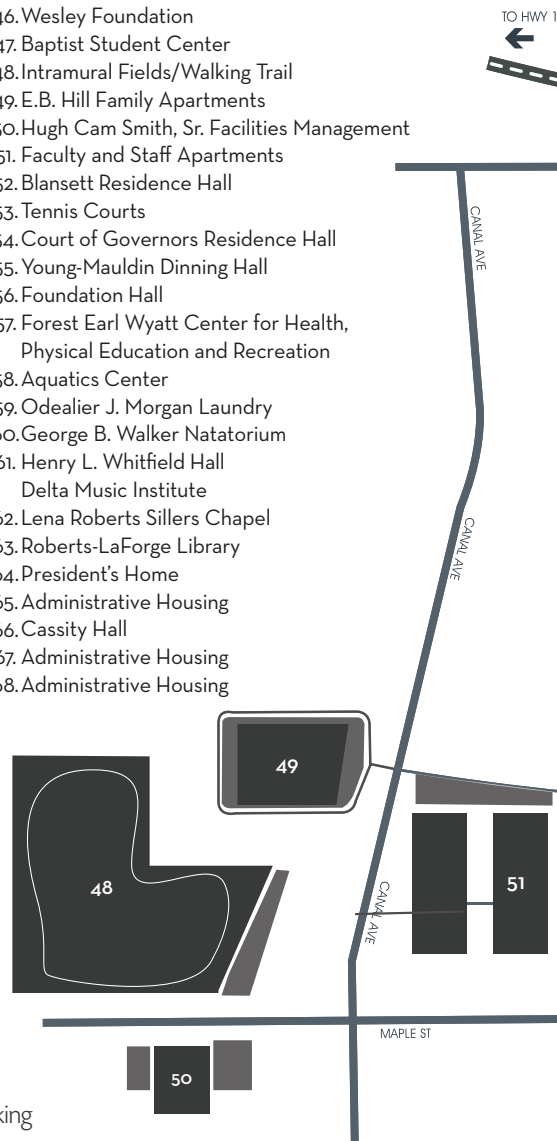 46. Wesley Foundation
47. Baptist Student Center
48. Intramural Fields/Walking Trail
49. E.B. Hill Family Apartments
50. Hugh Cam Smith, Sr. Facilities Management
51. Faculty and Staff Apartments
52. Blansett Residence Hall
53. Tennis Courts
54. Court of Governors Residence Hall
55. Young-Mauldin Dinning Hall
56. Foundation Hall
57. Forest Earl Wyatt Center for Health,
Physical Education and Recreation
58. Aquatics Center
59. Odealier J. Morgan Laundry
60. George B. Walker Natatorium
61. Henry L. Whitfield Hall
Delta Music Institute
62. Lena Roberts Sillers Chapel
63. Roberts-LaForge Library
64. President's Home
65. Administrative Housing
66. Cassity Hall
67. Administrative Housing
68. Administrative Housing
TO HWY 1
CANAL AVE
CANAL AVE
49
48
51
CANAL AVE
MAPLE ST
50
king